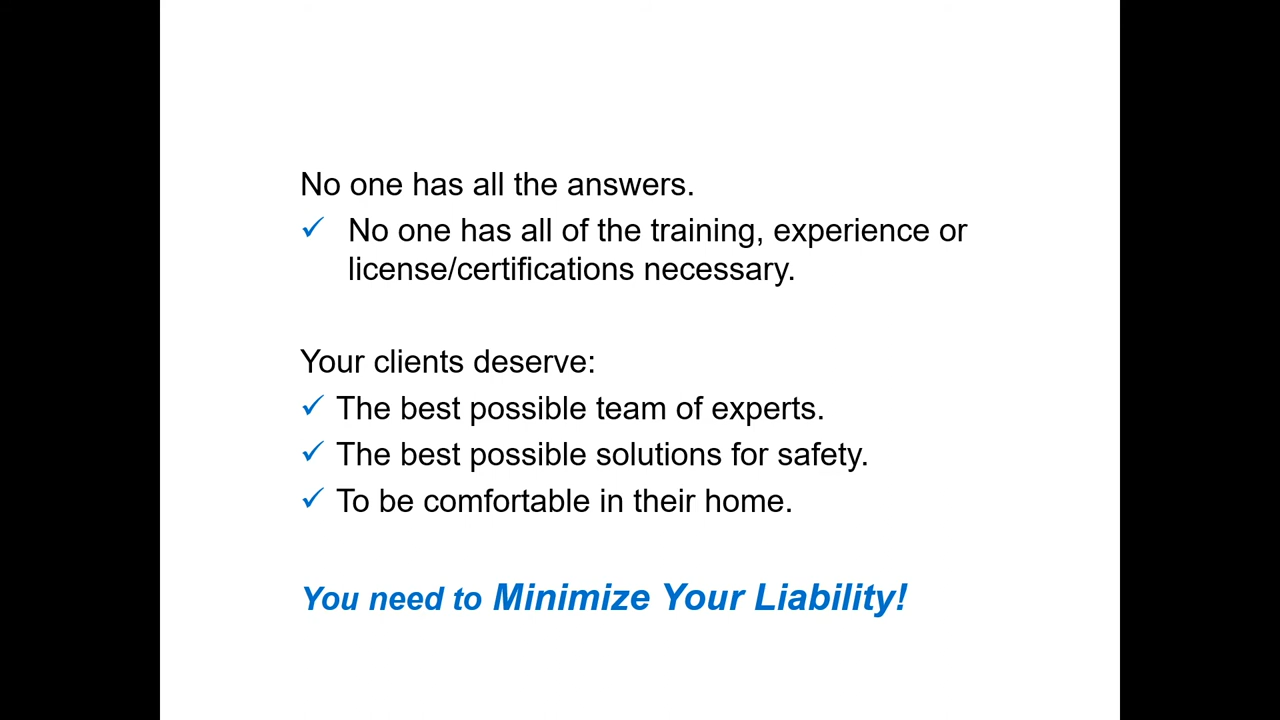 No one has all the answers.
✓ No one has all of the training, experience or
license/certifications necessary.
Your clients deserve:
✓ The best possible team of experts.
✓ The best possible solutions for safety.
✓ To be comfortable in their home.
You need to Minimize Your Liability!